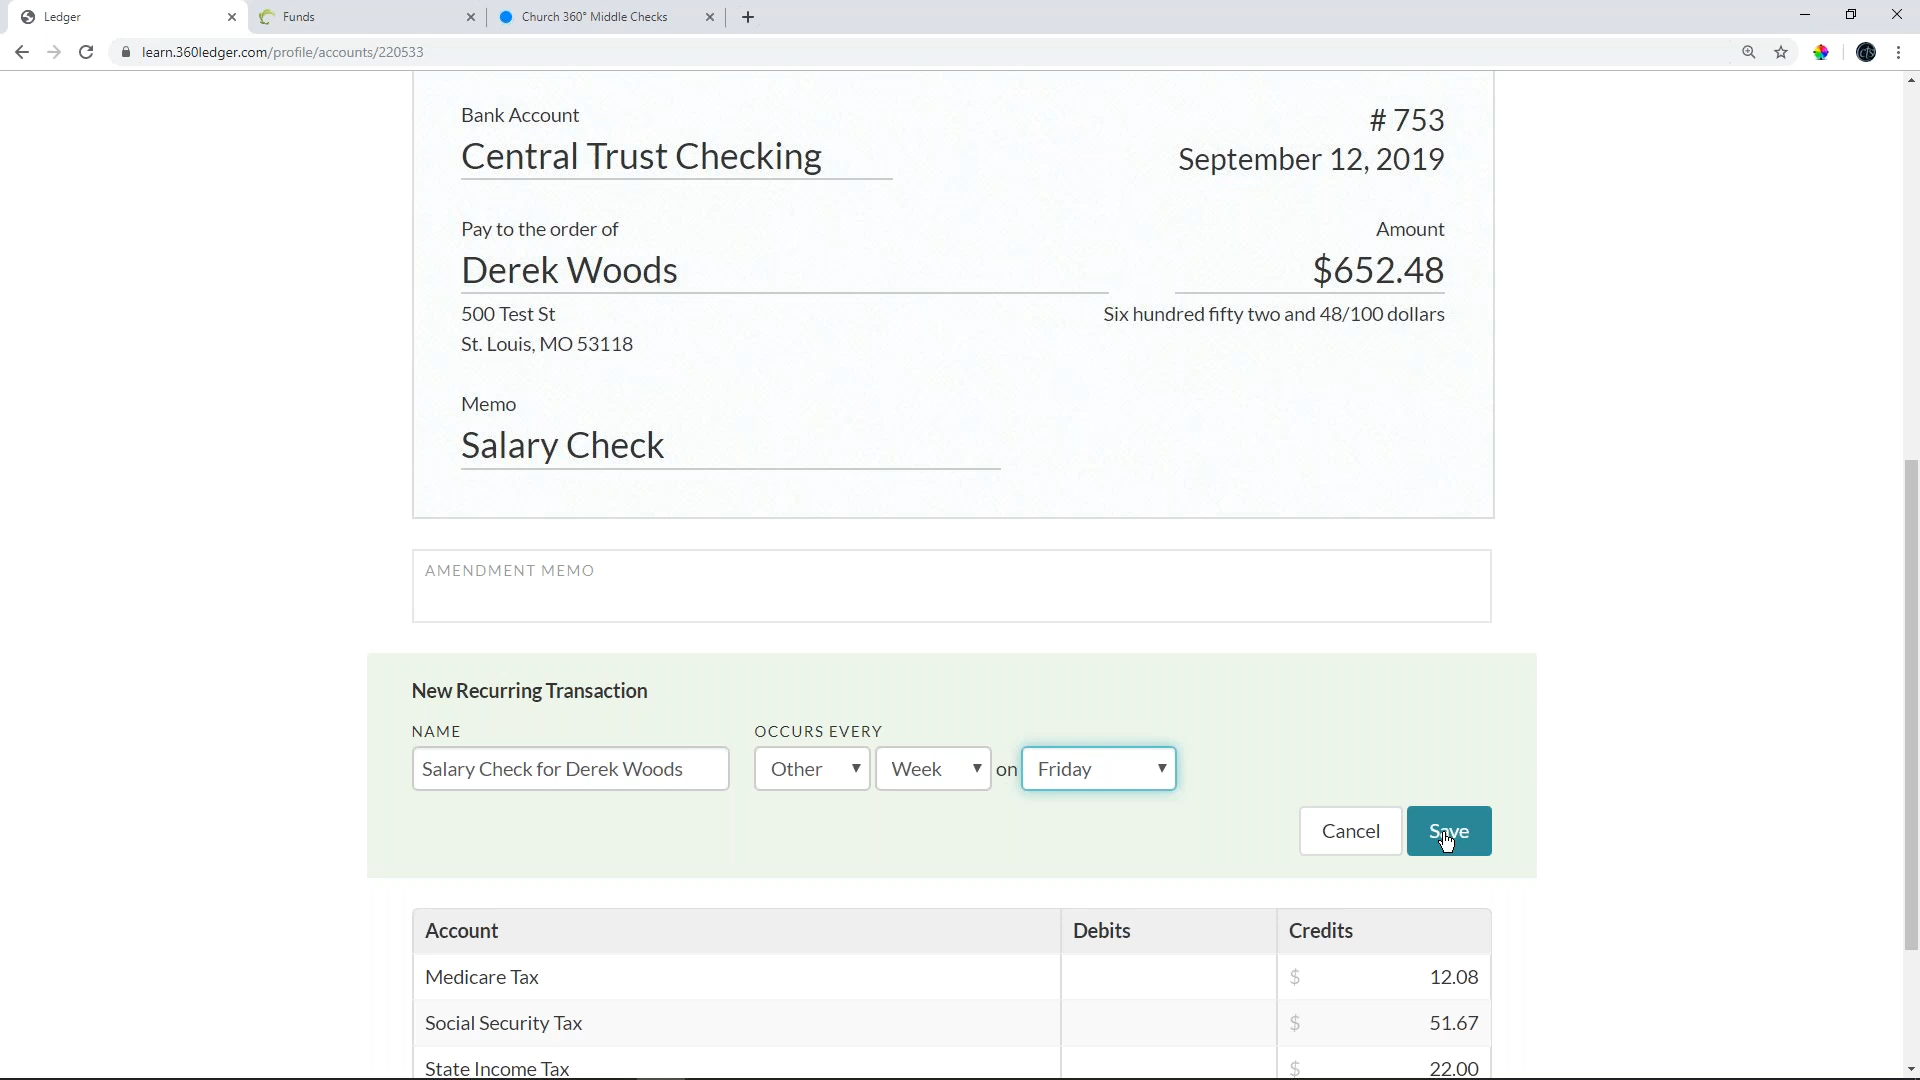 Ledger
Funds
Church 360° Middle Checks
learn.360ledger.com/profile/accounts/220533
Bank Account
# 753
Central Trust Checking
September 12, 2019
Pay to the order of
Amount
Derek Woods
$652.48
500 Test St
Six hundred fifty two and 48/100 dollars
St. Louis, MO 53118
Memo
Salary Check
AMENDMENT MEMO
New Recurring Transaction
NAME
OCCURS EVERY
Salary Check for Derek Woods
Other
Week
on
Friday
Cancel
Save
Account
Debits
Credits
Medicare Tax
$ 12.08
Social Security Tax
$ 51.67
State Income Tax
$ 22.00